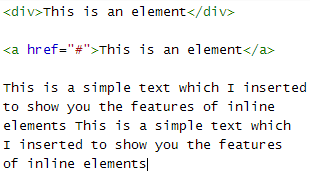 <div>This is an element</div>
<a href="#">This is an element</a>
This is a simple text which I inserted
to show you the features of inline
elements This is a simple text which
I inserted to show you the features
of inline elements